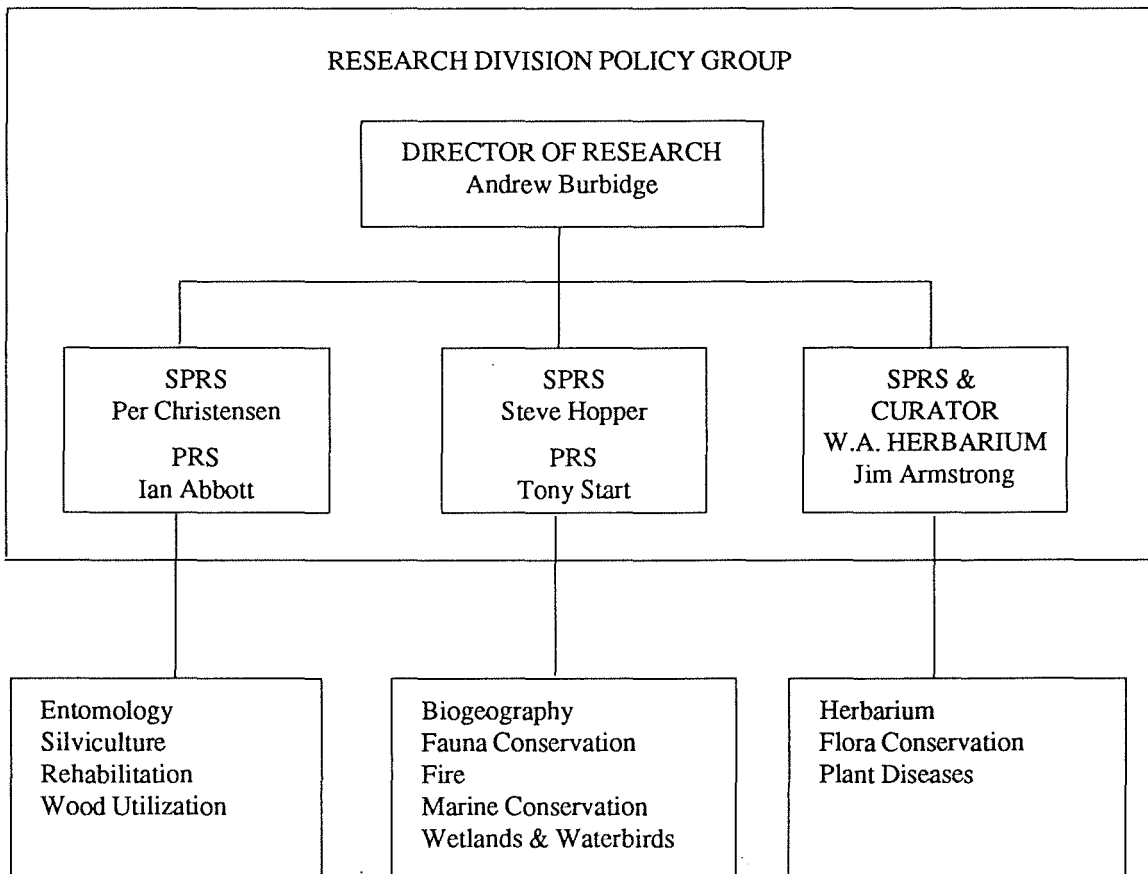 RESEARCH DIVISION POLICY GROUP
DIRECTOR OF RESEARCH
Andrew Burbidge
SPRS
Per Christensen
PRS
Ian Abbott
SPRS
Steve Hopper
PRS
Tony Start
SPRS &
CURATOR
W.A. HERBARIUM
Jim Armstrong
Entomology
Silviculture
Rehabilitation
Wood Utilization
Biogeography
Fauna Conservation
Fire
Marine Conservation
Wetlands & Waterbirds
Herbarium
Flora Conservation
Plant Diseases